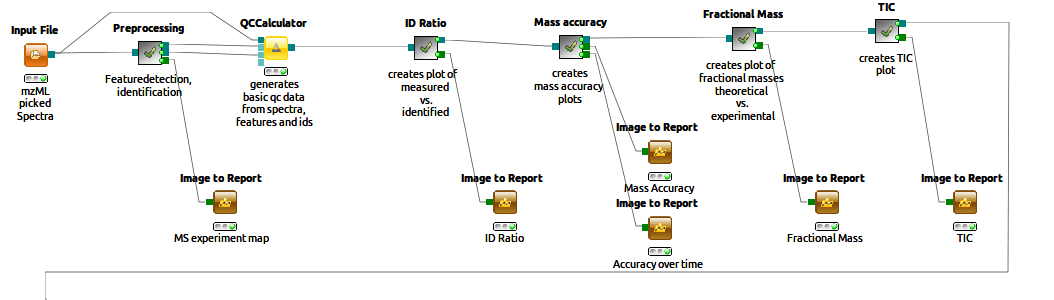 Input File
mzML
picked
Spectra
Preprocessing
Featuredetection,
identification
QCCalculator
generates
basic qc data
from spectra,
features and ids
ID Ratio
creates plot of
measured
vs.
identified
Mass accuracy
creates
mass accuracy
plots
Fractional Mass
creates plot of
fractional masses
theoretical
vs.
experimental
TIC
creates TIC
plot
Image to Report
MS experiment map
Image to Report
ID Ratio
Image to Report
Mass Accuracy
Image to Report
Accuracy over time
Image to Report
Fractional Mass
Image to Report
TIC